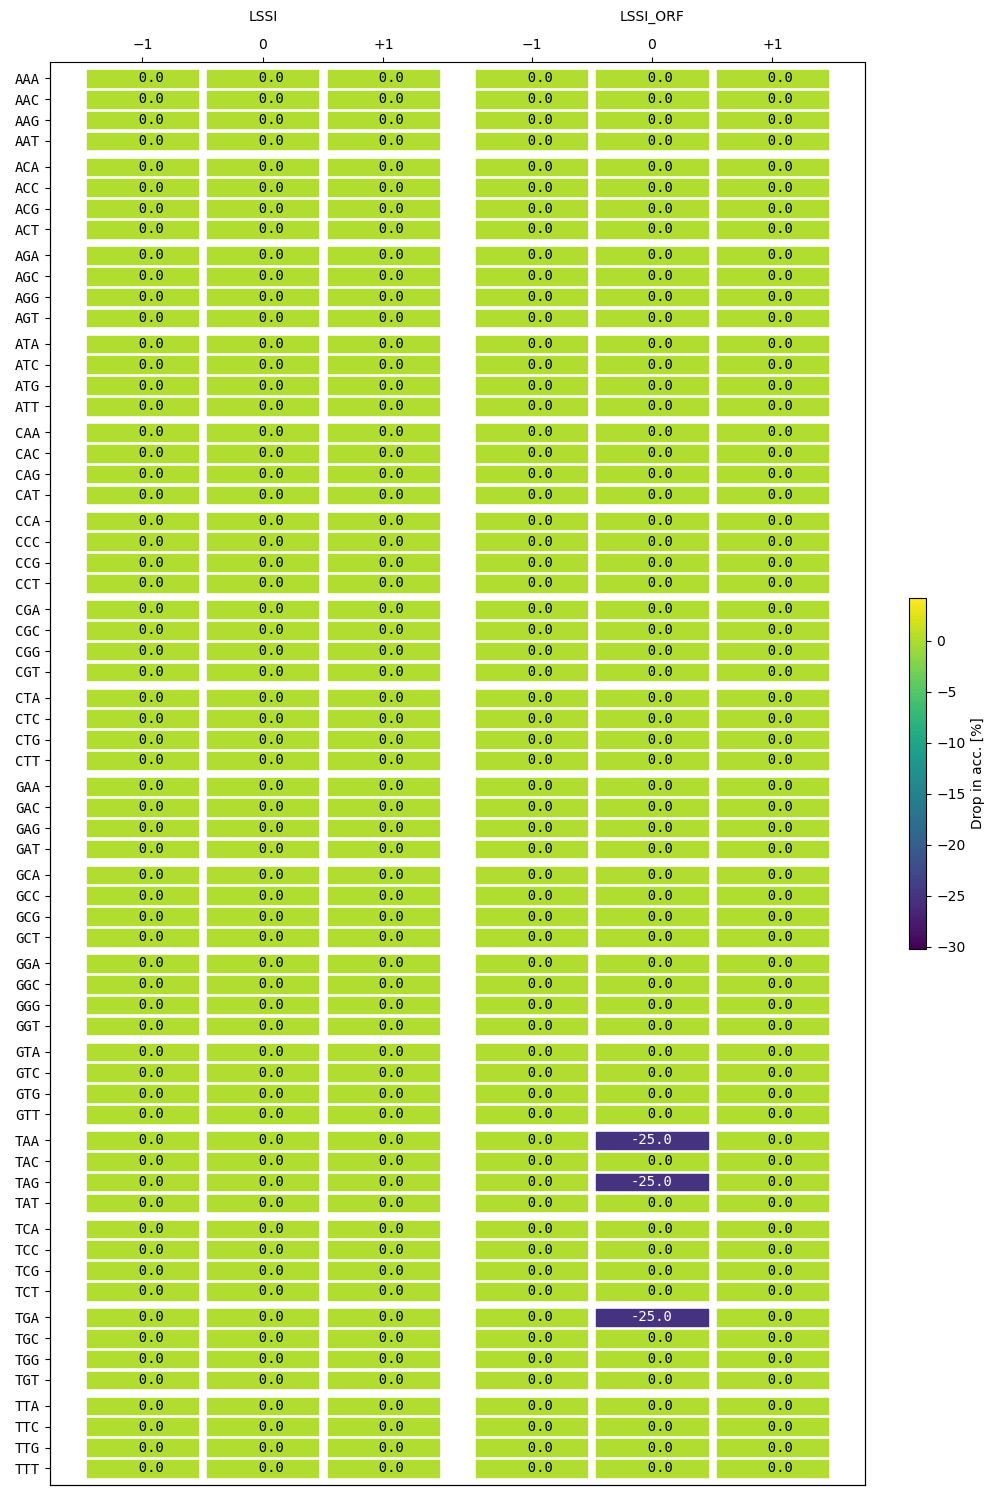 LSSI LSSI_ORF
−1 0 +1 −1 0 +1
AAA 0.0 0.0 0.0 0.0 0.0 0.0
AAC 0.0 0.0 0.0 0.0 0.0 0.0
AAG 0.0 0.0 0.0 0.0 0.0 0.0
AAT 0.0 0.0 0.0 0.0 0.0 0.0
ACA 0.0 0.0 0.0 0.0 0.0 0.0
ACC 0.0 0.0 0.0 0.0 0.0 0.0
ACG 0.0 0.0 0.0 0.0 0.0 0.0
ACT 0.0 0.0 0.0 0.0 0.0 0.0
AGA 0.0 0.0 0.0 0.0 0.0 0.0
AGC 0.0 0.0 0.0 0.0 0.0 0.0
AGG 0.0 0.0 0.0 0.0 0.0 0.0
AGT 0.0 0.0 0.0 0.0 0.0 0.0
ATA 0.0 0.0 0.0 0.0 0.0 0.0
ATC 0.0 0.0 0.0 0.0 0.0 0.0
ATG 0.0 0.0 0.0 0.0 0.0 0.0
ATT 0.0 0.0 0.0 0.0 0.0 0.0
CAA 0.0 0.0 0.0 0.0 0.0 0.0
CAC 0.0 0.0 0.0 0.0 0.0 0.0
CAG 0.0 0.0 0.0 0.0 0.0 0.0
CAT 0.0 0.0 0.0 0.0 0.0 0.0
CCA 0.0 0.0 0.0 0.0 0.0 0.0
CCC 0.0 0.0 0.0 0.0 0.0 0.0
CCG 0.0 0.0 0.0 0.0 0.0 0.0
CCT 0.0 0.0 0.0 0.0 0.0 0.0
CGA 0.0 0.0 0.0 0.0 0.0 0.0
CGC 0.0 0.0 0.0 0.0 0.0 0.0
CGG 0.0 0.0 0.0 0.0 0.0 0.0
CGT 0.0 0.0 0.0 0.0 0.0 0.0
CTA 0.0 0.0 0.0 0.0 0.0 0.0
CTC 0.0 0.0 0.0 0.0 0.0 0.0
CTG 0.0 0.0 0.0 0.0 0.0 0.0
CTT 0.0 0.0 0.0 0.0 0.0 0.0
GAA 0.0 0.0 0.0 0.0 0.0 0.0
GAC 0.0 0.0 0.0 0.0 0.0 0.0
GAG 0.0 0.0 0.0 0.0 0.0 0.0
GAT 0.0 0.0 0.0 0.0 0.0 0.0
GCA 0.0 0.0 0.0 0.0 0.0 0.0
GCC 0.0 0.0 0.0 0.0 0.0 0.0
GCG 0.0 0.0 0.0 0.0 0.0 0.0
GCT 0.0 0.0 0.0 0.0 0.0 0.0
GGA 0.0 0.0 0.0 0.0 0.0 0.0
GGC 0.0 0.0 0.0 0.0 0.0 0.0
GGG 0.0 0.0 0.0 0.0 0.0 0.0
GGT 0.0 0.0 0.0 0.0 0.0 0.0
GTA 0.0 0.0 0.0 0.0 0.0 0.0
GTC 0.0 0.0 0.0 0.0 0.0 0.0
GTG 0.0 0.0 0.0 0.0 0.0 0.0
GTT 0.0 0.0 0.0 0.0 0.0 0.0
TAA 0.0 0.0 0.0 0.0 -25.0 0.0
TAC 0.0 0.0 0.0 0.0 0.0 0.0
TAG 0.0 0.0 0.0 0.0 -25.0 0.0
TAT 0.0 0.0 0.0 0.0 0.0 0.0
TCA 0.0 0.0 0.0 0.0 0.0 0.0
TCC 0.0 0.0 0.0 0.0 0.0 0.0
TCG 0.0 0.0 0.0 0.0 0.0 0.0
TCT 0.0 0.0 0.0 0.0 0.0 0.0
TGA 0.0 0.0 0.0 0.0 -25.0 0.0
TGC 0.0 0.0 0.0 0.0 0.0 0.0
TGG 0.0 0.0 0.0 0.0 0.0 0.0
TGT 0.0 0.0 0.0 0.0 0.0 0.0
TTA 0.0 0.0 0.0 0.0 0.0 0.0
TTC 0.0 0.0 0.0 0.0 0.0 0.0
TTG 0.0 0.0 0.0 0.0 0.0 0.0
TTT 0.0 0.0 0.0 0.0 0.0 0.0
0
−5
−10
−15
−20
−25
−30
Drop in acc. [%]